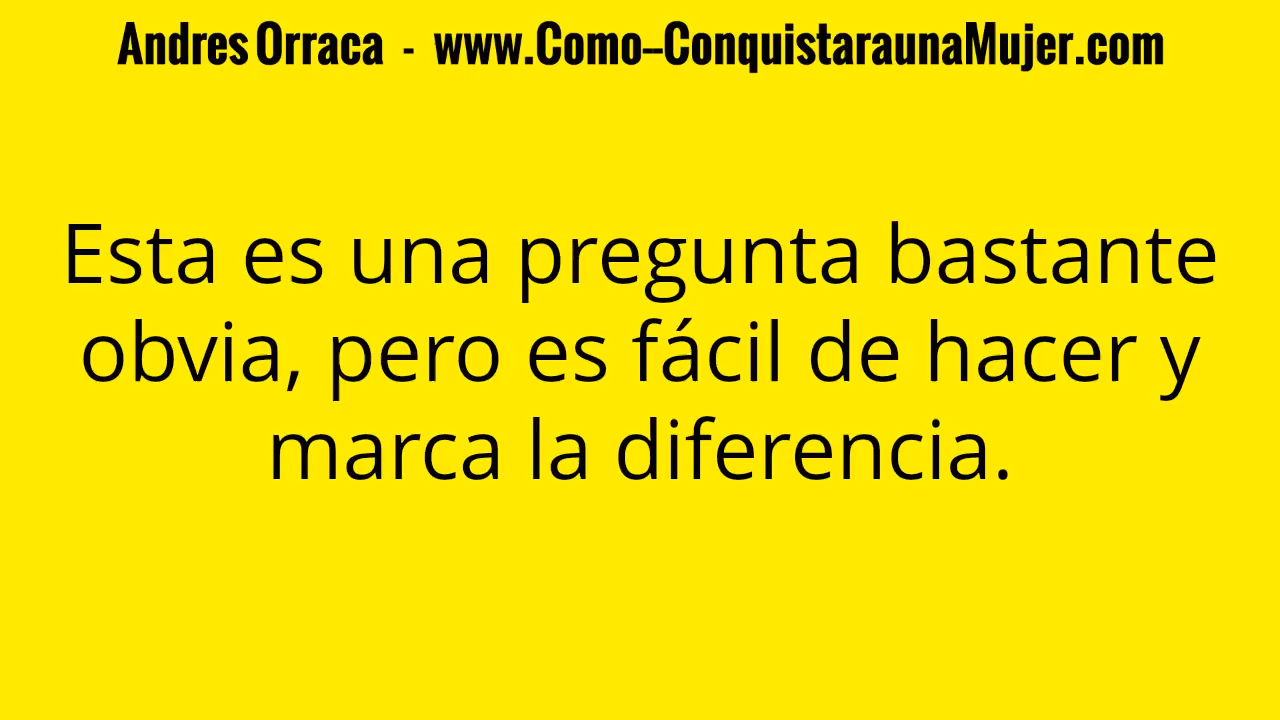 Andres Orraca - www.Como--ConquistaraunaMujer.com
Esta es una pregunta bastante
obvia, pero es fácil de hacer y
marca la diferencia.